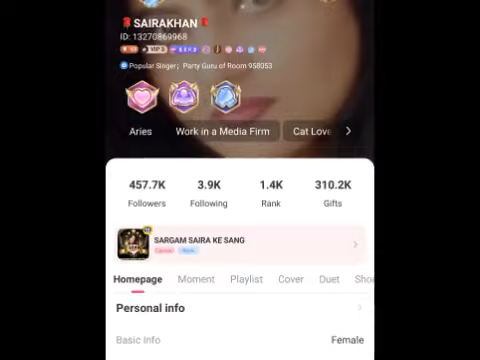 SAIRAKHAN
ID: 13270869968
Popular Singer; Party Guru of Room 958053
Aries Work in a Media Firm Cat Love
457.7K 3.9K 1.4K 310.2K
Followers Following Rank Gifts
SARGAM SAIRA KE SANG
Homepage Moment Playlist Cover Duet Sho
Personal info
Basic Info Female